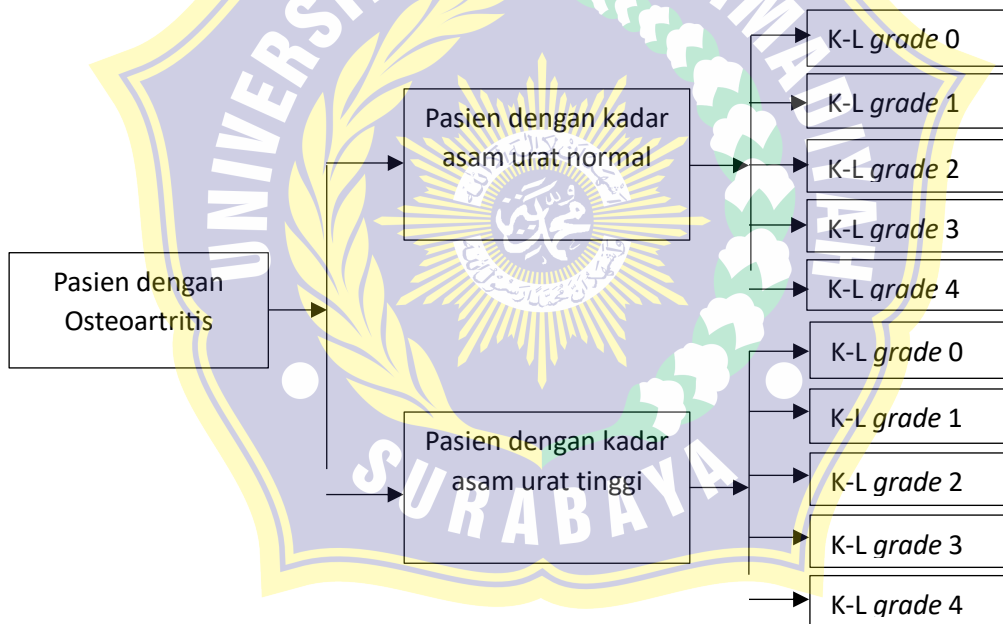 Pasien dengan
Osteoartritis
Pasien dengan kadar
asam urat normal
K-L grade 0
K-L grade 1
K-L grade 2
K-L grade 3
K-L grade 4
Pasien dengan kadar
asam urat tinggi
K-L grade 0
K-L grade 1
K-L grade 2
K-L grade 3
K-L grade 4
SURABAYA